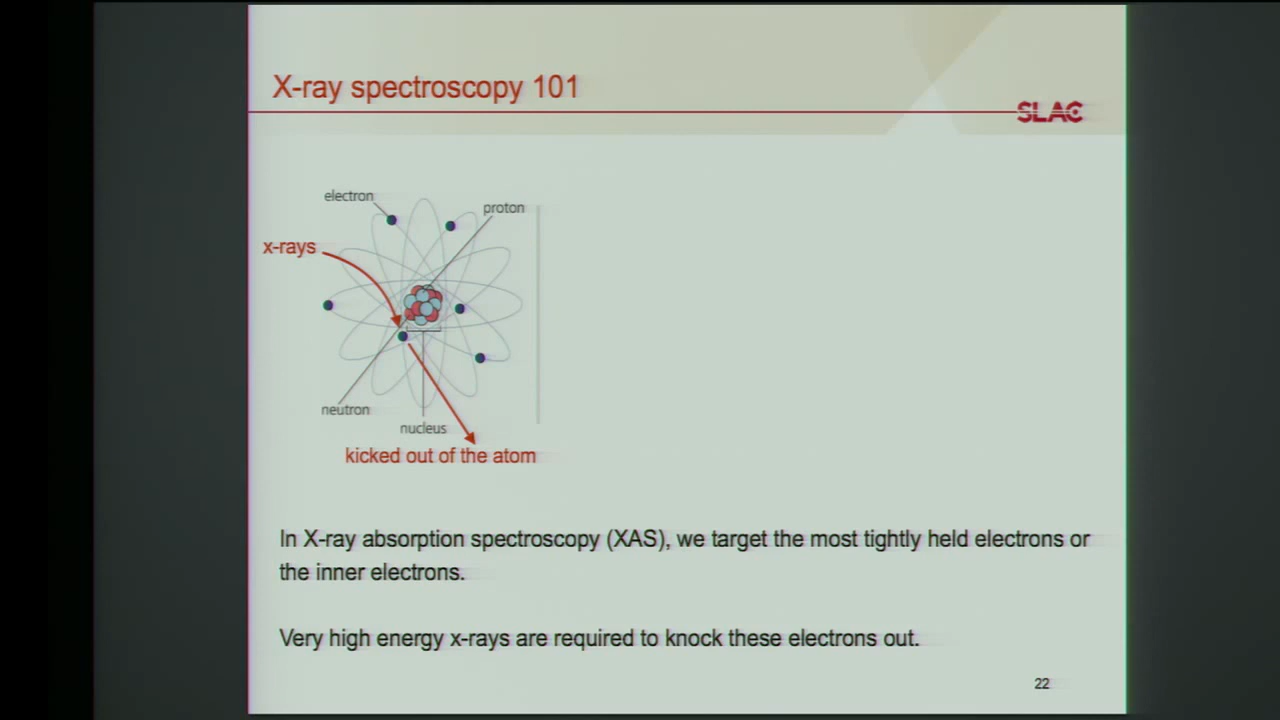 X-ray spectroscopy 101
SLAC
electron
proton
x-rays
neutron
nucleus
kicked out of the atom
In X-ray absorption spectroscopy (XAS), we target the most tightly held electrons or
the inner electrons.
Very high energy x-rays are required to knock these electrons out.
22